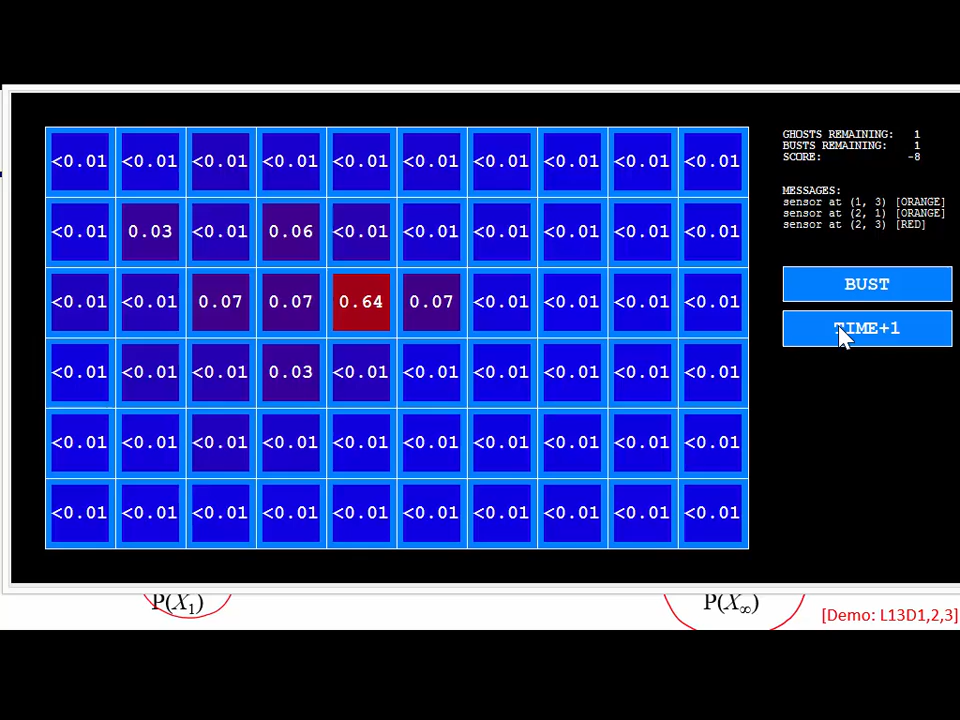 <0.01 <0.01 <0.01 <0.01 <0.01 <0.01 <0.01 <0.01 <0.01 <0.01
<0.01 0.03 <0.01 0.06 <0.01 <0.01 <0.01 <0.01 <0.01 <0.01
<0.01 <0.01 0.07 0.07 0.64 0.07 <0.01 <0.01 <0.01 <0.01
<0.01 <0.01 <0.01 0.03 <0.01 <0.01 <0.01 <0.01 <0.01 <0.01
<0.01 <0.01 <0.01 <0.01 <0.01 <0.01 <0.01 <0.01 <0.01 <0.01
<0.01 <0.01 <0.01 <0.01 <0.01 <0.01 <0.01 <0.01 <0.01 <0.01
GHOSTS REMAINING: 1
BUSTS REMAINING: 1
SCORE: -8
MESSAGES:
sensor at (1, 3) [ORANGE]
sensor at (2, 1) [ORANGE]
sensor at (2, 3) [RED]
BUST
TIME+1
P(X₁)
P(X∞)
[Demo: L13D1,2,3]